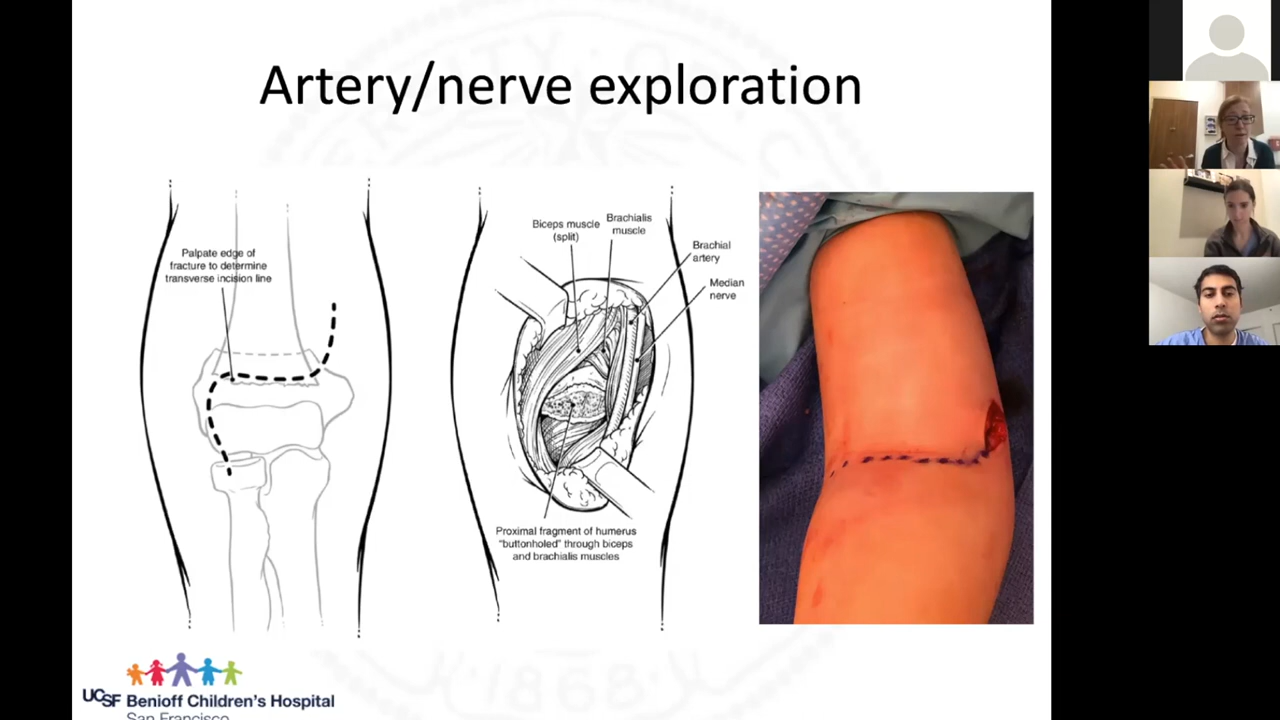 Artery/nerve exploration
Palpate edge of
fracture to determine
transverse incision line
Biceps muscle
(split)
Brachialis
muscle
Brachial
artery
Median
nerve
Proximal fragment of humerus
"buttonholed" through biceps
and brachialis muscles
UCSF Benioff Children's Hospital
San Francisco